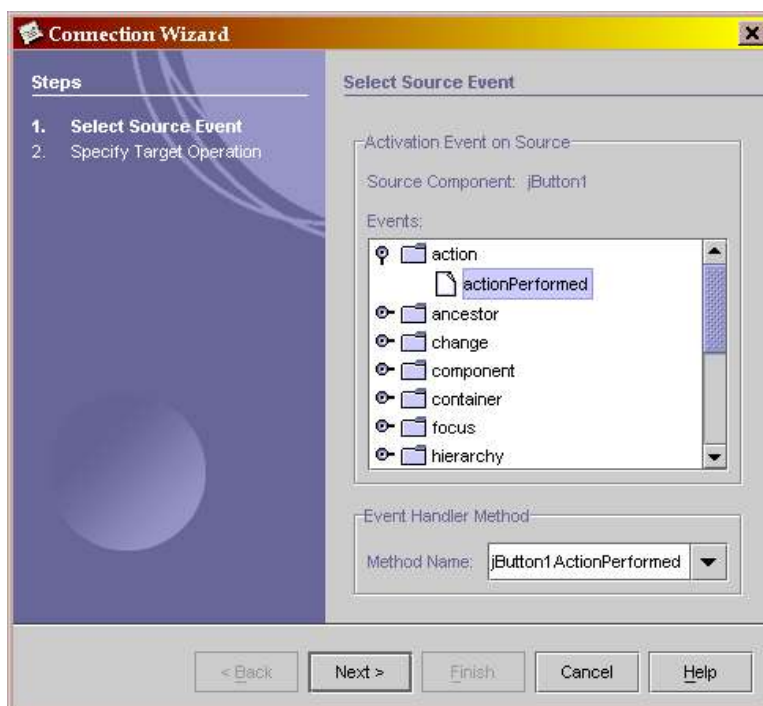 Connection Wizard
Steps
1. Select Source Event
2. Specify Target Operation
Select Source Event
Activation Event on Source
Source Component: jButton1
Events:
action
actionPerformed
ancestor
change
component
container
focus
hierarchy
Event Handler Method
Method Name: jButton1ActionPerformed
< Back Next > Finish Cancel Help